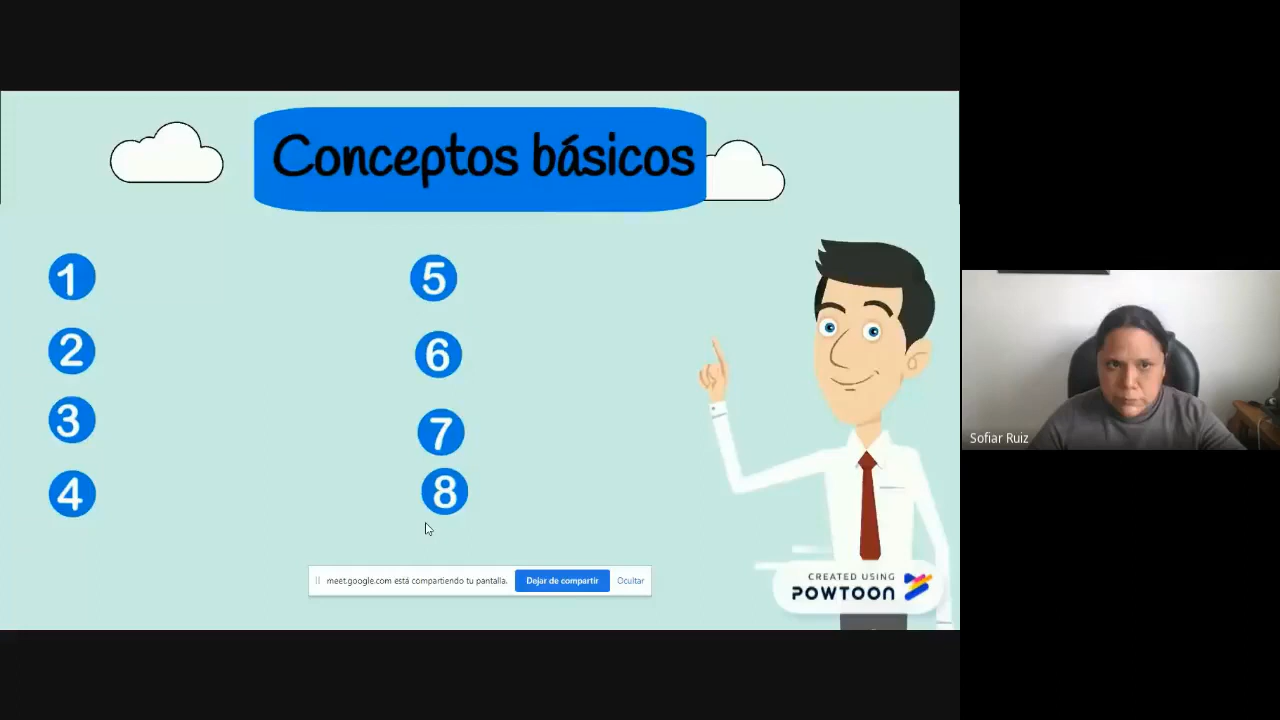 Conceptos básicos
1
2
3
4
5
6
7
8
Sofiar Ruiz
meet.google.com está compartiendo tu pantalla.
Dejar de compartir
Ocultar
CREATED USING
POWTOON